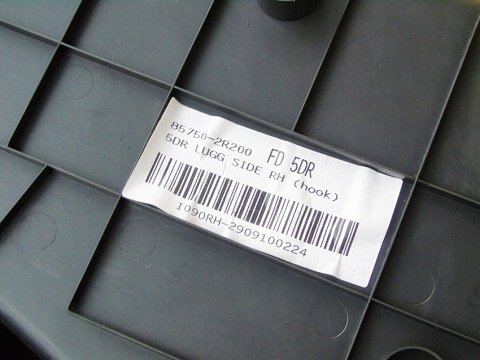 85750-2R200 FD 5DR
5DR LUGG SIDE RH (hook)
I090RH-2909100224